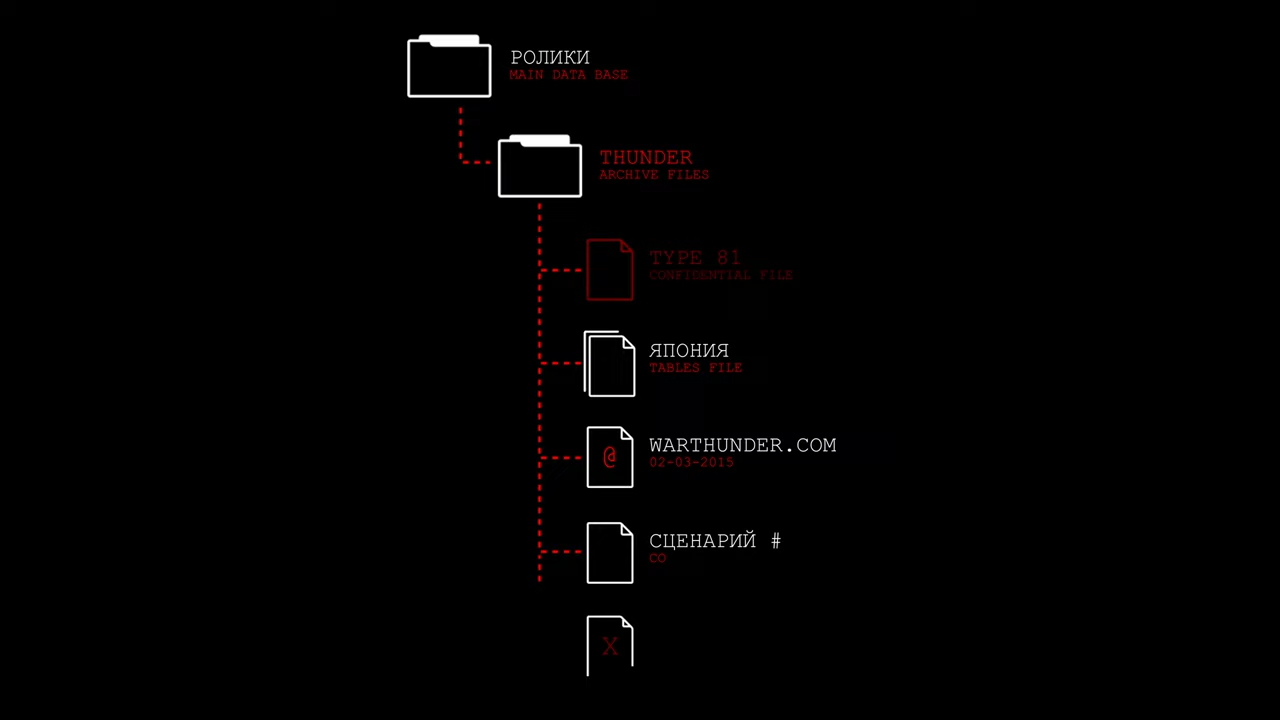 РОЛИКИ
MAIN DATA BASE
THUNDER
ARCHIVE FILES
TYPE 81
CONFIDENTIAL FILE
ЯПОНИЯ
TABLES FILE
@
WARTHUNDER.COM
02-03-2015
СЦЕНАРИЙ #
CO
X